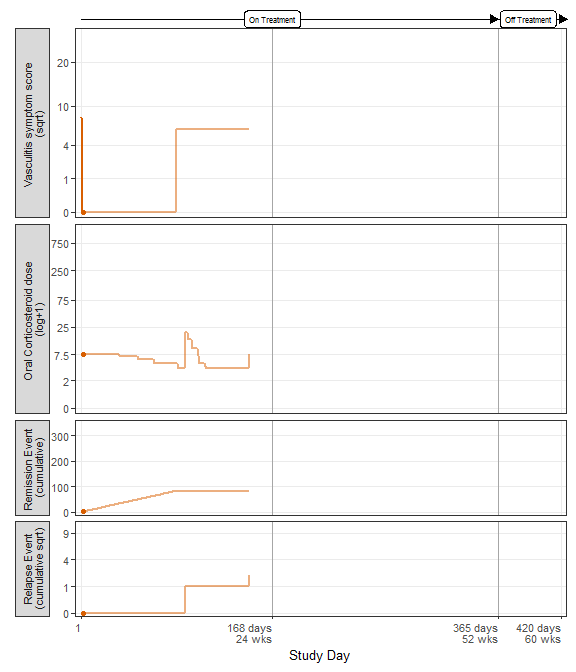 On Treatment
Off Treatment
Vasculitis symptom score
(sqrt)
20
10
4
1
0
Oral Corticosteroid dose
(log+1)
750
250
75
25
7.5
2
0
Remission Event
(cumulative)
300
200
100
0
Relapse Event
(cumulative sqrt)
9
4
1
0
1
168 days
24 wks
365 days
52 wks
420 days
60 wks
Study Day